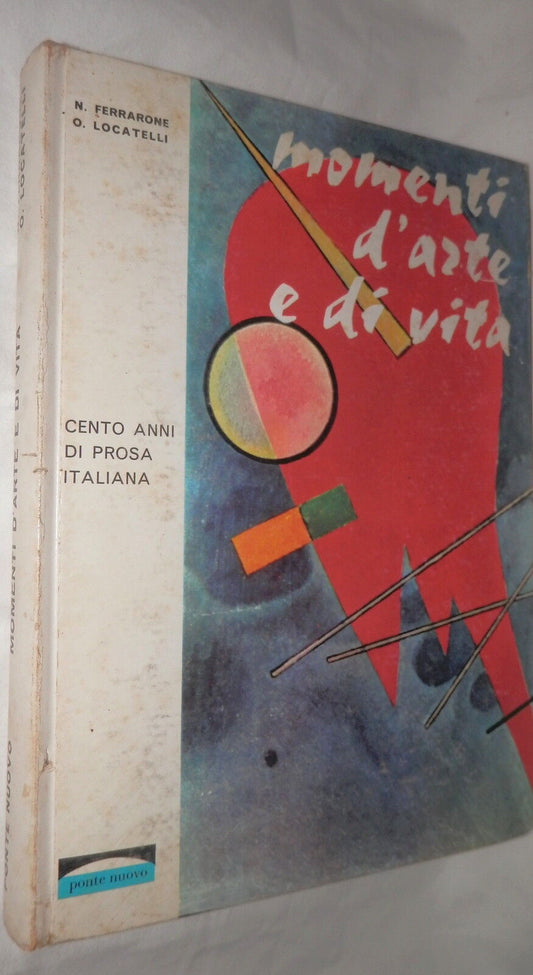 N. FERRARONE
O. LOCATELLI
momenti
d'arte
e di vita
CENTO ANNI
DI PROSA
ITALIANA
ponte nuovo
O. LOCATELLI
MOMENTI D'ARTE E DI VITA
PONTE NUOVO